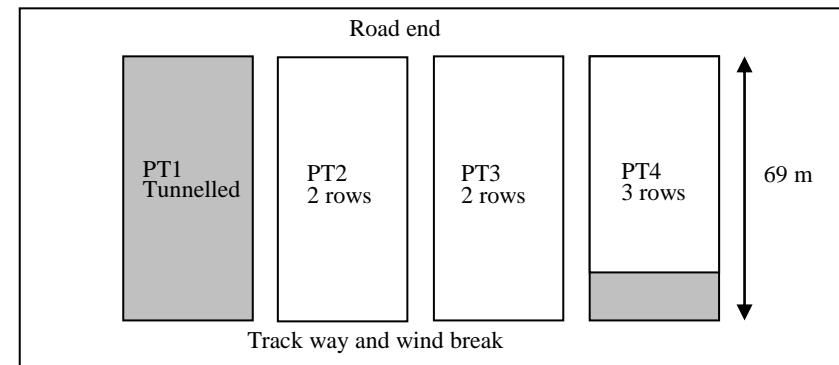 Road end
PT1
Tunnelled
PT2
2 rows
PT3
2 rows
PT4
3 rows
69 m
Track way and wind break